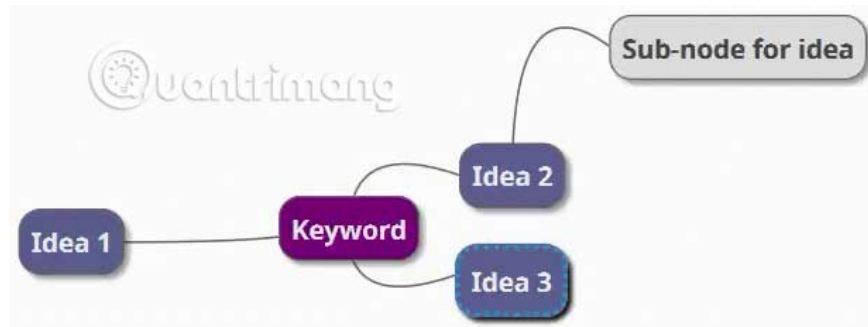 Sub-node for idea
Quantrimang
Idea 2
Keyword
Idea 1
Idea 3